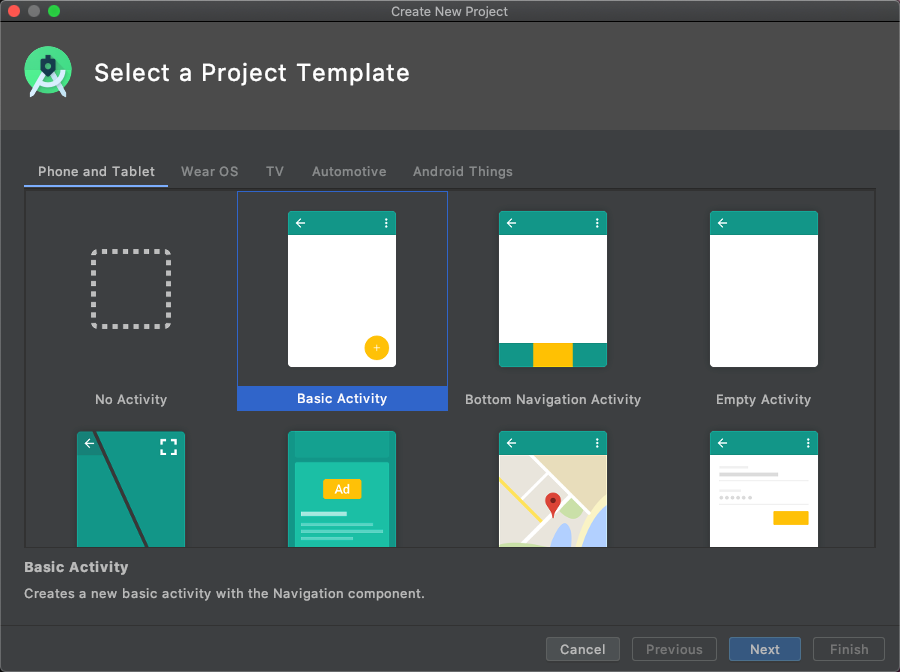 Create New Project
Select a Project Template
Phone and Tablet Wear OS TV Automotive Android Things
No Activity Basic Activity Bottom Navigation Activity Empty Activity
Ad
Basic Activity
Creates a new basic activity with the Navigation component.
Cancel Previous Next Finish